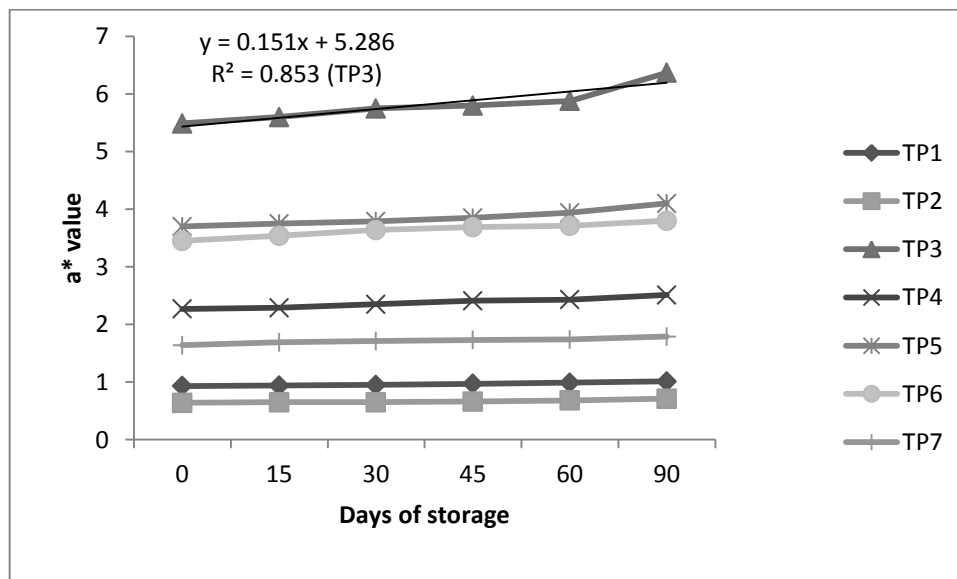 y = 0.151x + 5.286
R² = 0.853 (TP3)
7
6
5
4
3
2
1
0
a* value
0 15 30 45 60 90
Days of storage
TP1
TP2
TP3
TP4
TP5
TP6
TP7